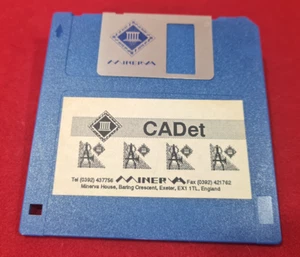 MINERVA
CADet
Tel (0392) 437756 MINERVA Fax (0392) 421762
Minerva House, Baring Crescent, Exeter, EX1 1TL, England